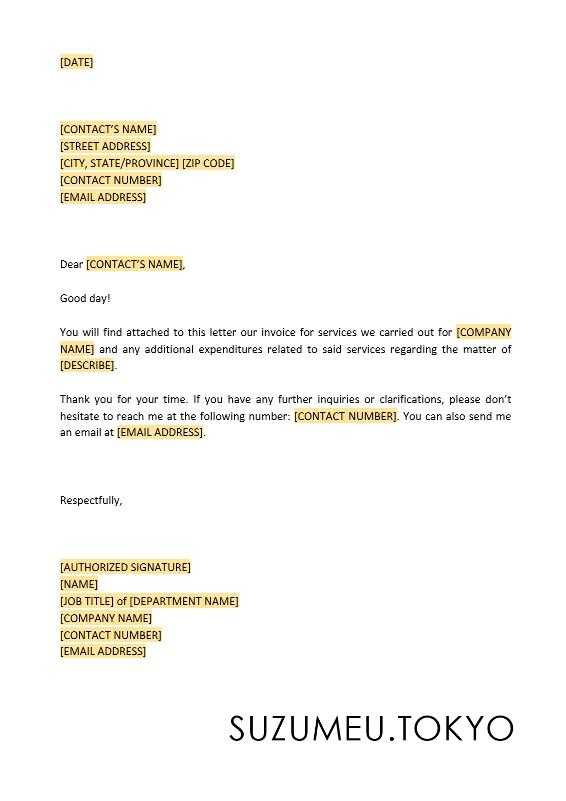 [DATE]
[CONTACT’S NAME]
[STREET ADDRESS]
[CITY, STATE/PROVINCE] [ZIP CODE]
[CONTACT NUMBER]
[EMAIL ADDRESS]
Dear [CONTACT’S NAME],
Good day!
You will find attached to this letter our invoice for services we carried out for [COMPANY
NAME] and any additional expenditures related to said services regarding the matter of
[DESCRIBE].
Thank you for your time. If you have any further inquiries or clarifications, please don’t
hesitate to reach me at the following number: [CONTACT NUMBER]. You can also send me
an email at [EMAIL ADDRESS].
Respectfully,
[AUTHORIZED SIGNATURE]
[NAME]
[JOB TITLE] of [DEPARTMENT NAME]
[COMPANY NAME]
[CONTACT NUMBER]
[EMAIL ADDRESS]
SUZUMEU.TOKYO